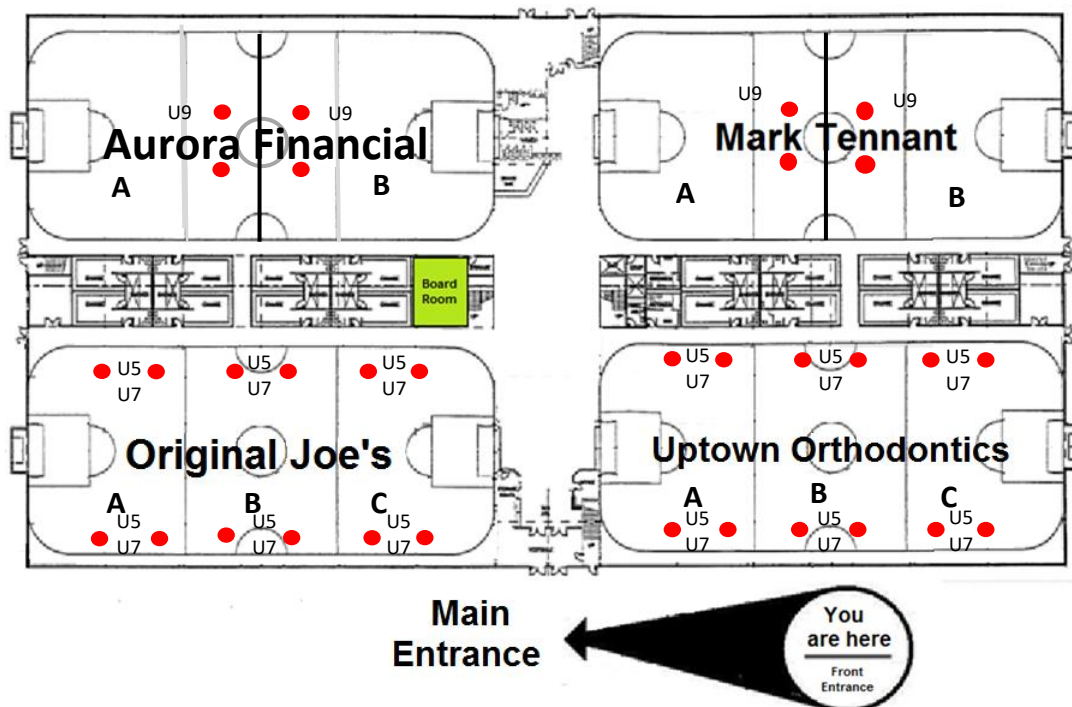 U9
U9
Aurora Financial
A
B
U9
U9
Mark Tennant
A
B
Board
Room
U5
U7
U5
U7
U5
U7
Original Joe's
A
B
C
U5
U7
U5
U7
U5
U7
U5
U7
U5
U7
U5
U7
Uptown Orthodontics
A
B
C
U5
U7
U5
U7
U5
U7
Main
Entrance
You
are here
Front
Entrance